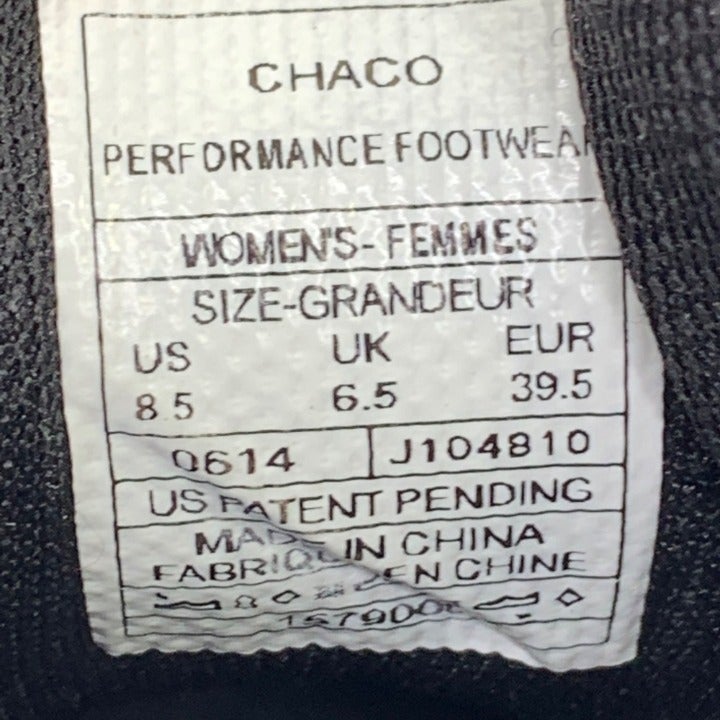 CHACO
PERFORMANCE FOOTWEAR
WOMEN'S-FEMMES
SIZE-GRANDEUR
US UK EUR
8.5 6.5 39.5
0614 J104810
US PATENT PENDING
MADE IN CHINA
FABRIQUE EN CHINE